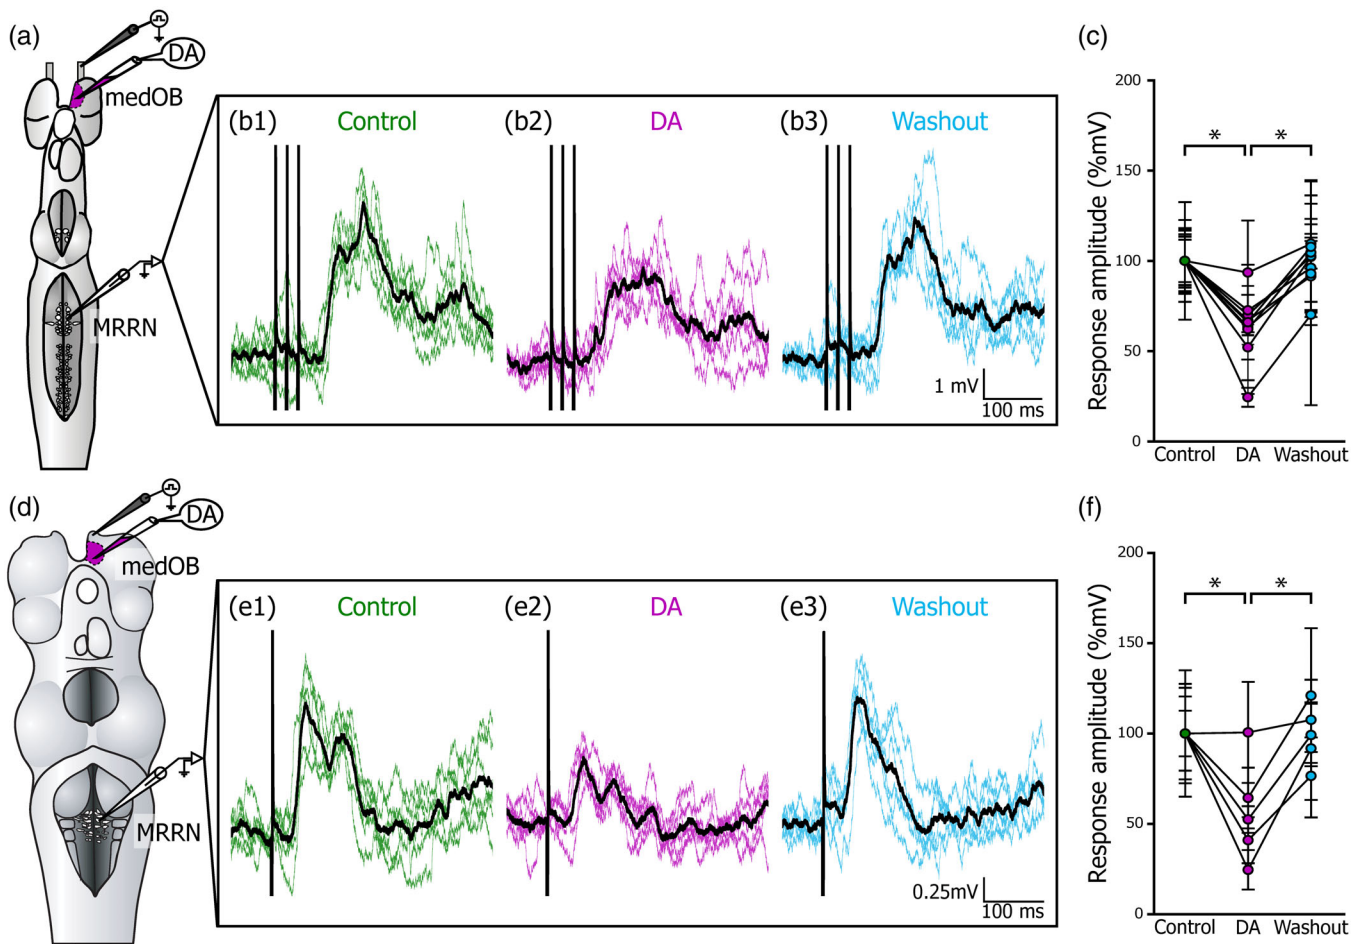 (a)
DA
medOB
MRRN
(b1) Control
(b2) DA
(b3) Washout
1 mV
100 ms
(c)
Response amplitude (%mV)
200
150
100
50
0
* *
Control DA Washout
(d)
DA
medOB
MRRN
(e1) Control
(e2) DA
(e3) Washout
0.25mV
100 ms
(f)
Response amplitude (%mV)
200
150
100
50
0
* *
Control DA Washout